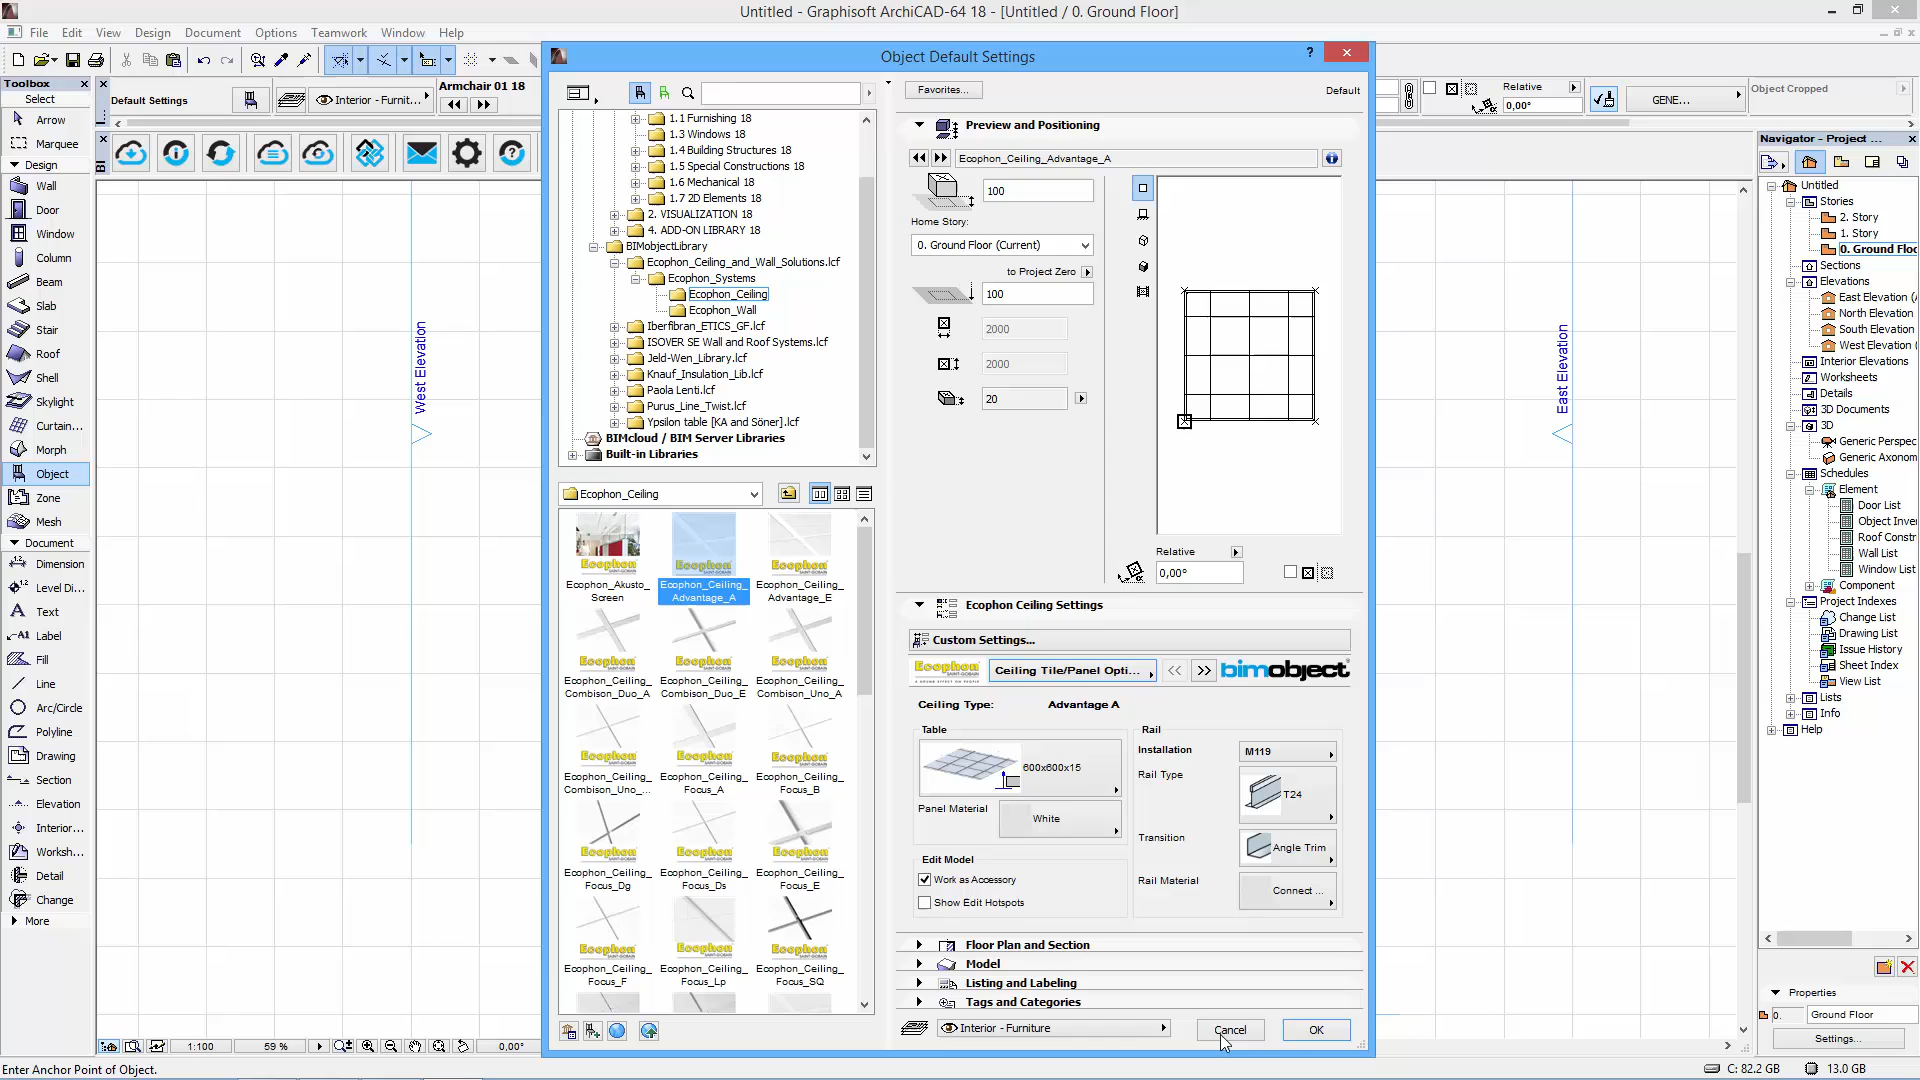 Untitled - Graphisoft ArchiCAD-64 18 - [Untitled / 0. Ground Floor]
File Edit View Design Document Options Teamwork Window Help
Toolbox
Select
Arrow
Marquee
Design
Wall
Door
Window
Column
Beam
Slab
Stair
Roof
Shell
Skylight
Curtain...
Morph
Object
Zone
Mesh
Document
Dimension
Level Di...
Text
Label
Fill
Line
Arc/Circle
Polyline
Drawing
Section
Elevation
Interior...
Worksh...
Detail
Change
More
Default Settings
Interior - Furnit...
Armchair 01 18
West Elevation
East Elevation
1:100
59 %
0,00°
Enter Anchor Point of Object.
Object Default Settings
1.1 Furnishing 18
1.3 Windows 18
1.4 Building Structures 18
1.5 Special Constructions 18
1.6 Mechanical 18
1.7 2D Elements 18
2. VISUALIZATION 18
4. ADD-ON LIBRARY 18
BIMobjectLibrary
Ecophon_Ceiling_and_Wall_Solutions.lcf
Ecophon_Systems
Ecophon_Ceiling
Ecophon_Wall
Iberfibran_ETICS_GF.lcf
ISOVER SE Wall and Roof Systems.lcf
Jeld-Wen_Library.lcf
Knauf_Insulation_Lib.lcf
Paola Lenti.lcf
Purus_Line_Twist.lcf
Ypsilon table [KA and Söner].lcf
BIMcloud / BIM Server Libraries
Built-in Libraries
Ecophon_Ceiling
Ecophon_Akusto_Screen
Ecophon_Ceiling_Advantage_A
Ecophon_Ceiling_Advantage_E
Ecophon_Ceiling_Combison_Duo_A
Ecophon_Ceiling_Combison_Duo_E
Ecophon_Ceiling_Combison_Uno_A
Ecophon_Ceiling_Combison_Uno_...
Ecophon_Ceiling_Focus_A
Ecophon_Ceiling_Focus_B
Ecophon_Ceiling_Focus_Dg
Ecophon_Ceiling_Focus_Ds
Ecophon_Ceiling_Focus_E
Ecophon_Ceiling_Focus_F
Ecophon_Ceiling_Focus_Lp
Ecophon_Ceiling_Focus_SQ
Favorites...
Default
Preview and Positioning
Ecophon_Ceiling_Advantage_A
100
Home Story:
0. Ground Floor (Current)
to Project Zero
100
2000
2000
20
Relative
0,00°
Ecophon Ceiling Settings
Custom Settings...
Ecophon
Ceiling Tile/Panel Opti...
<< >>
bimobject
Ceiling Type: Advantage A
Table
600x600x15
Panel Material
White
Edit Model
Work as Accessory
Show Edit Hotspots
Rail
Installation
M119
Rail Type
T24
Transition
Angle Trim
Rail Material
Connect ...
Floor Plan and Section
Model
Listing and Labeling
Tags and Categories
Interior - Furniture
Cancel
OK
Relative
0,00°
GENE...
Object Cropped
Navigator - Project ...
Untitled
Stories
2. Story
1. Story
0. Ground Floo
Sections
Elevations
East Elevation (
North Elevation
South Elevation
West Elevation (
Interior Elevations
Worksheets
Details
3D Documents
3D
Generic Perspec
Generic Axonom
Schedules
Element
Door List
Object Inver
Roof Constr
Wall List
Window List
Component
Project Indexes
Change List
Drawing List
Issue History
Sheet Index
View List
Lists
Info
Help
Properties
0. Ground Floor
Settings...
C: 82.2 GB
13.0 GB